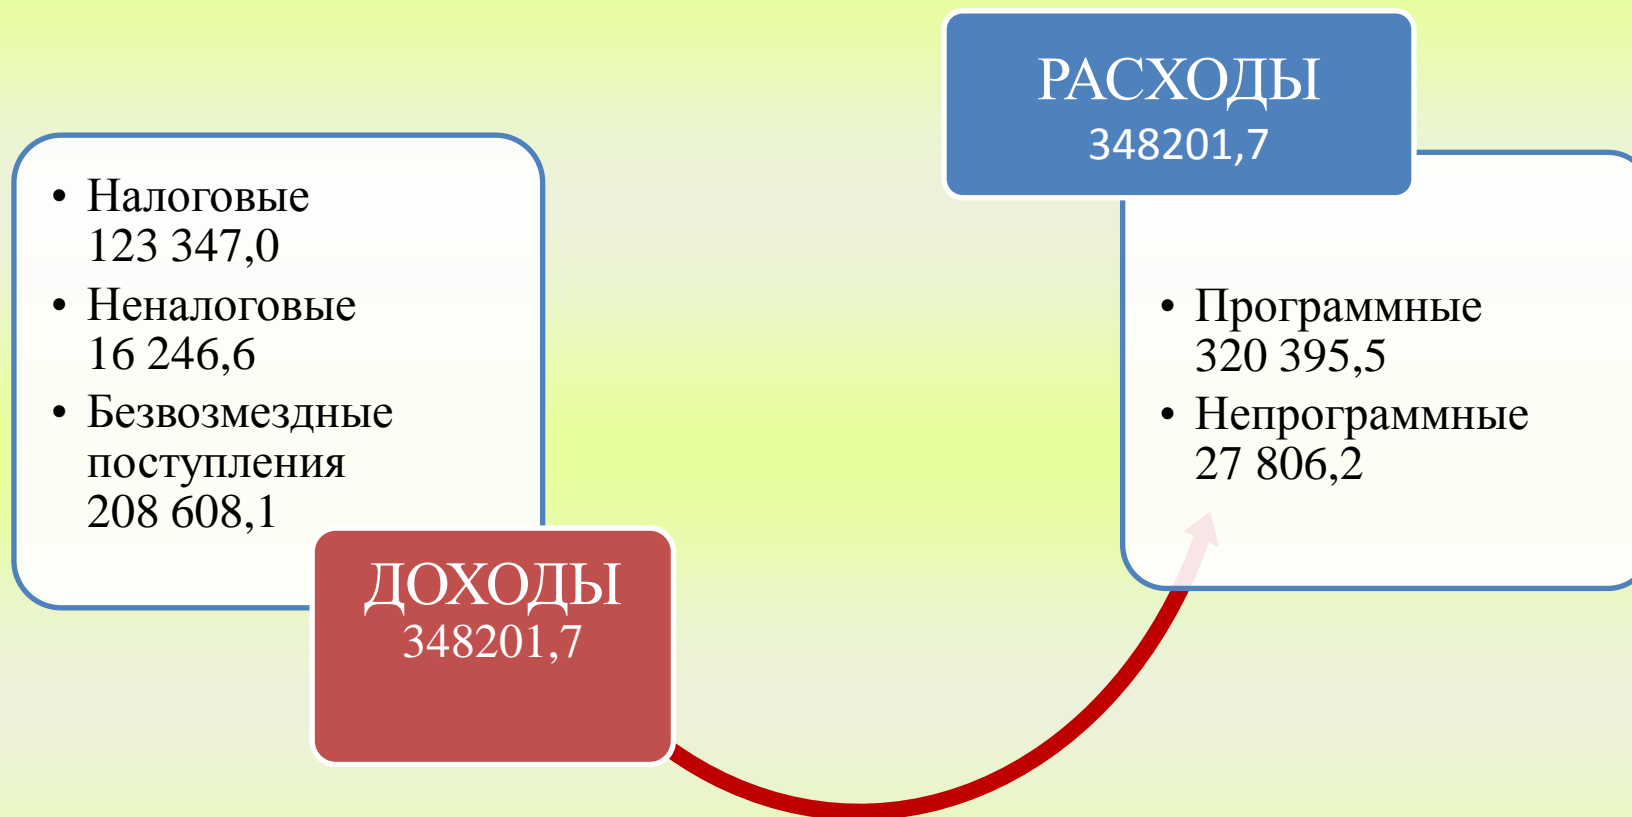 • Налоговые
123 347,0
• Неналоговые
16 246,6
• Безвозмездные
поступления
208 608,1
ДОХОДЫ
348201,7
РАСХОДЫ
348201,7
• Программные
320 395,5
• Непрограммные
27 806,2